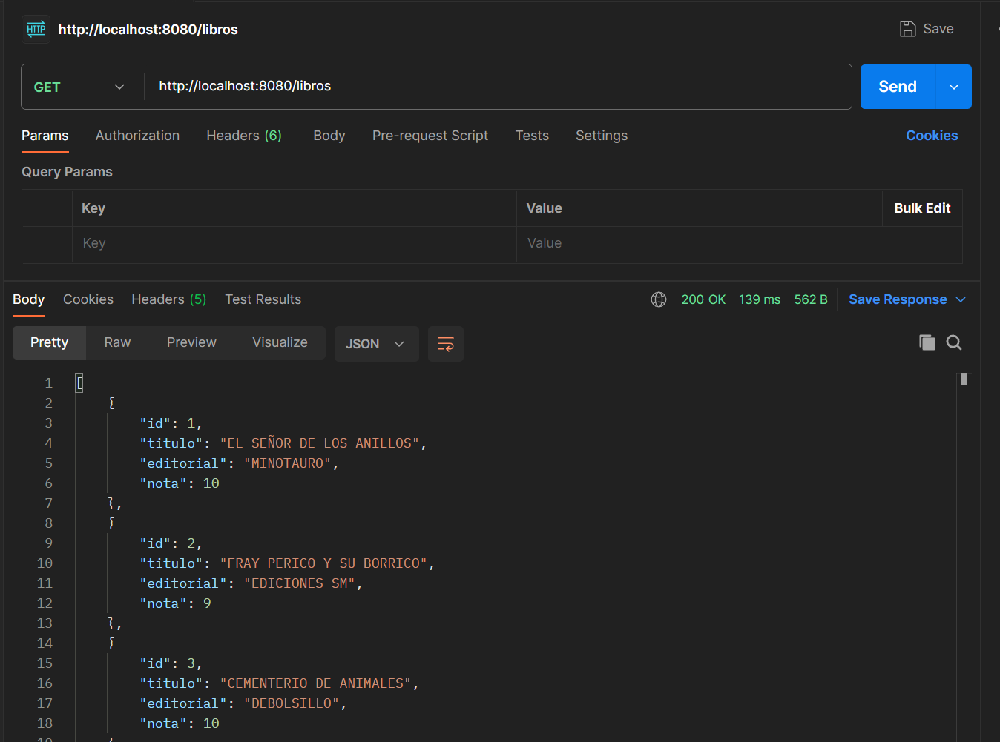 HTTP http://localhost:8080/libros Save
GET http://localhost:8080/libros Send
Params Authorization Headers (6) Body Pre-request Script Tests Settings Cookies
Query Params
Key Value Bulk Edit
Key Value
Body Cookies Headers (5) Test Results 200 OK 139 ms 562 B Save Response
Pretty Raw Preview Visualize JSON
1 [
2 {
3 "id": 1,
4 "titulo": "EL SEÑOR DE LOS ANILLOS",
5 "editorial": "MINOTAURO",
6 "nota": 10
7 },
8 {
9 "id": 2,
10 "titulo": "FRAY PERICO Y SU BORRICO",
11 "editorial": "EDICIONES SM",
12 "nota": 9
13 },
14 {
15 "id": 3,
16 "titulo": "CEMENTERIO DE ANIMALES",
17 "editorial": "DEBOLSILLO",
18 "nota": 10